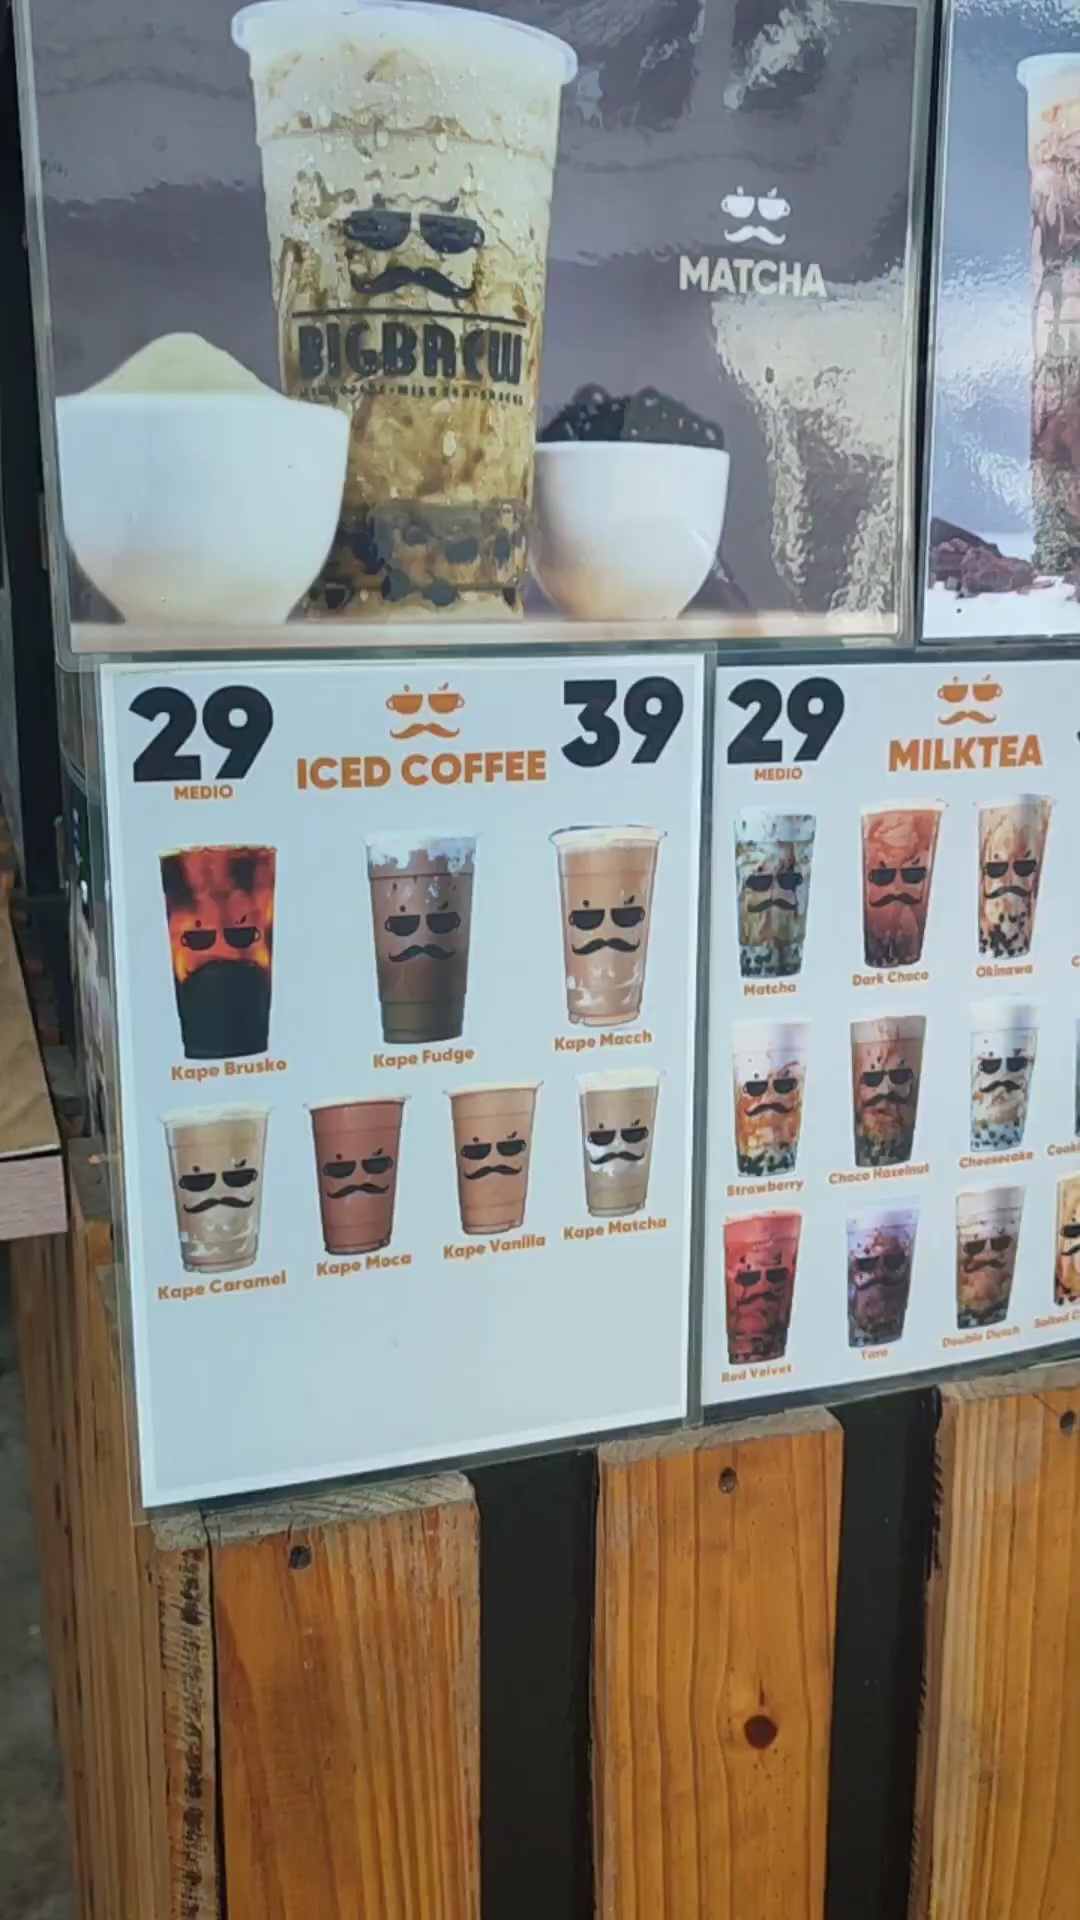 MATCHA
BIGBREW
29
MEDIO
ICED COFFEE
39
Kape Brusko
Kape Fudge
Kape Macch
Kape Caramel
Kape Moca
Kape Vanilla
Kape Matcha
29
MEDIO
MILKTEA
Matcha
Dark Choco
Okinawa
Strawberry
Choco Hazelnut
Cheesecake
Red Velvet
Taro
Double Dutch
Salted